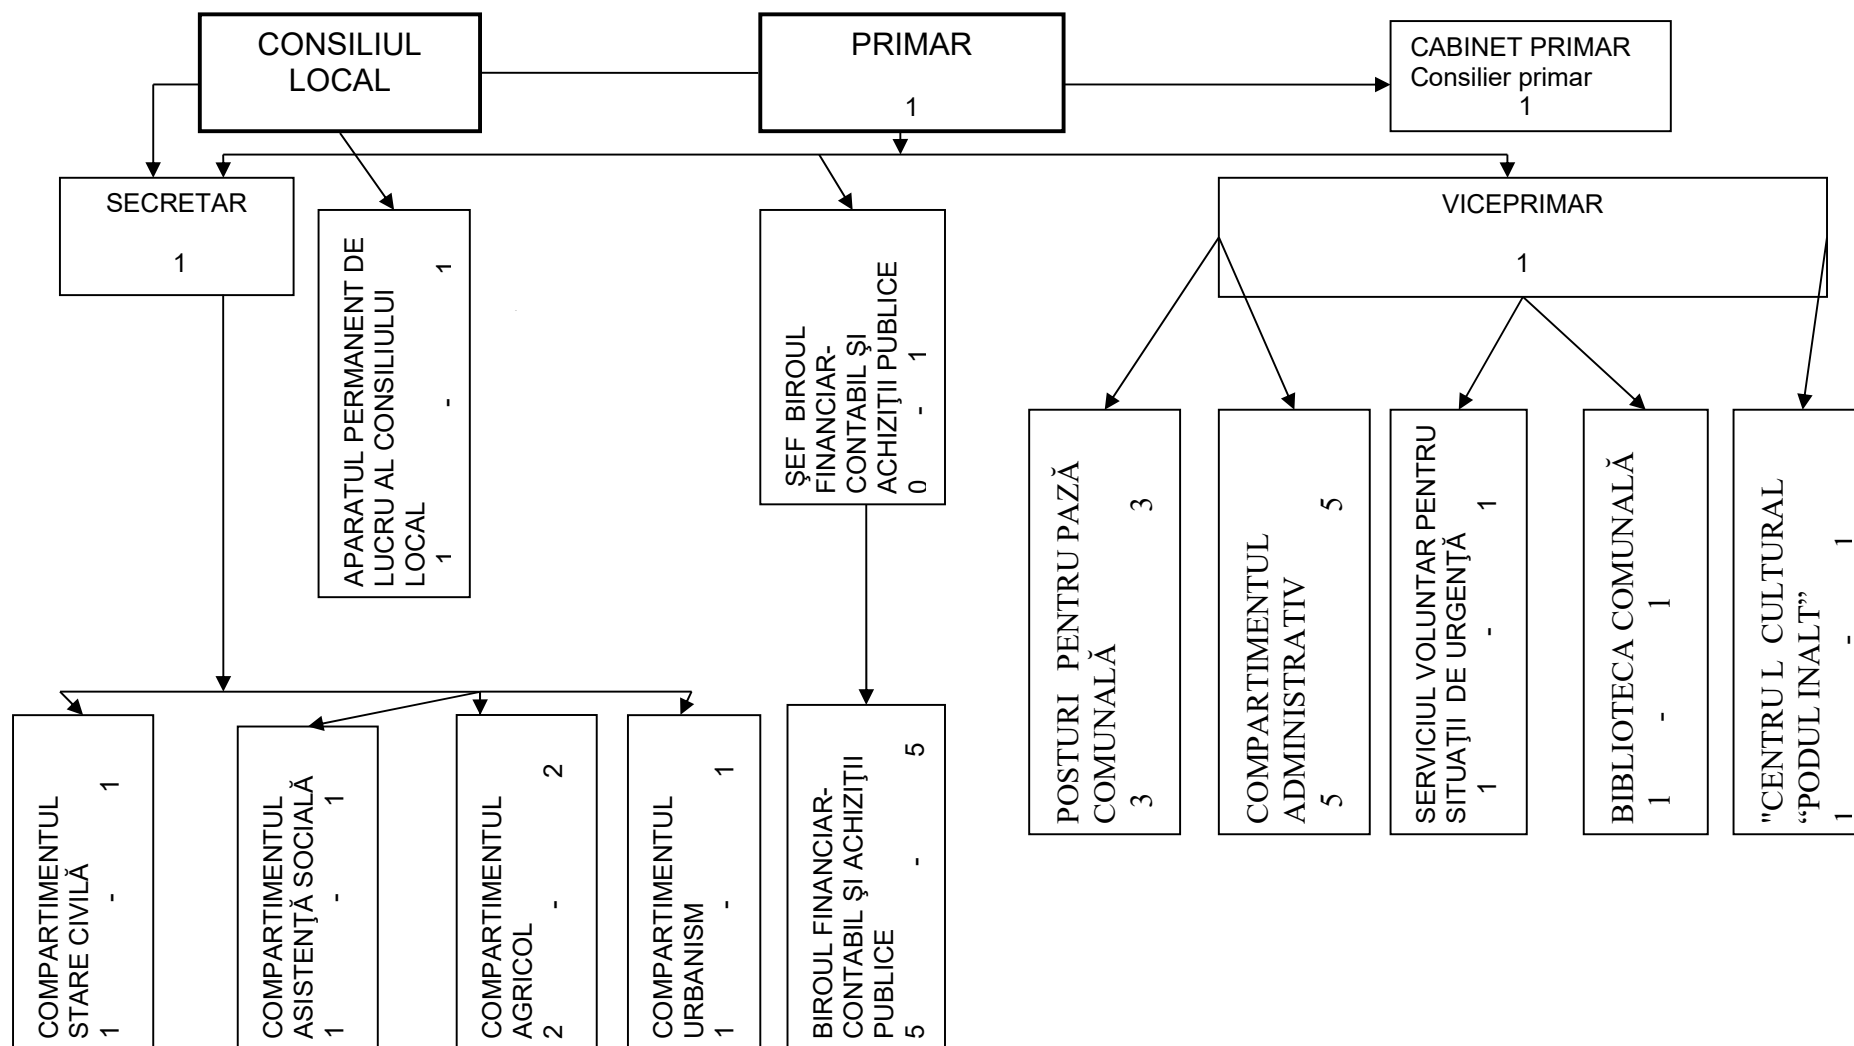 CONSILIUL
LOCAL
PRIMAR
1
CABINET PRIMAR
Consilier primar
1
SECRETAR
1
APARATUL PERMANENT DE
LUCRU AL CONSILIULUI
LOCAL
1 - 1
ŞEF BIROUL
FINANCIAR-
CONTABIL ŞI
ACHIZIŢII PUBLICE
0 - 1
VICEPRIMAR
1
POSTURI PENTRU PAZĂ
COMUNALĂ
3 3
COMPARTIMENTUL
ADMINISTRATIV
5 5
SERVICIUL VOLUNTAR PENTRU
SITUAŢII DE URGENŢĂ
1 - 1
BIBLIOTECA COMUNALĂ
1 - 1
"CENTRU L CULTURAL
“PODUL INALT”
1 - 1
COMPARTIMENTUL
STARE CIVILĂ
1 - 1
COMPARTIMENTUL
ASISTENŢĂ SOCIALĂ
1 - 1
COMPARTIMENTUL
AGRICOL
2 - 2
COMPARTIMENTUL
URBANISM
1 - 1
BIROUL FINANCIAR-
CONTABIL ŞI ACHIZIŢII
PUBLICE
5 - 5